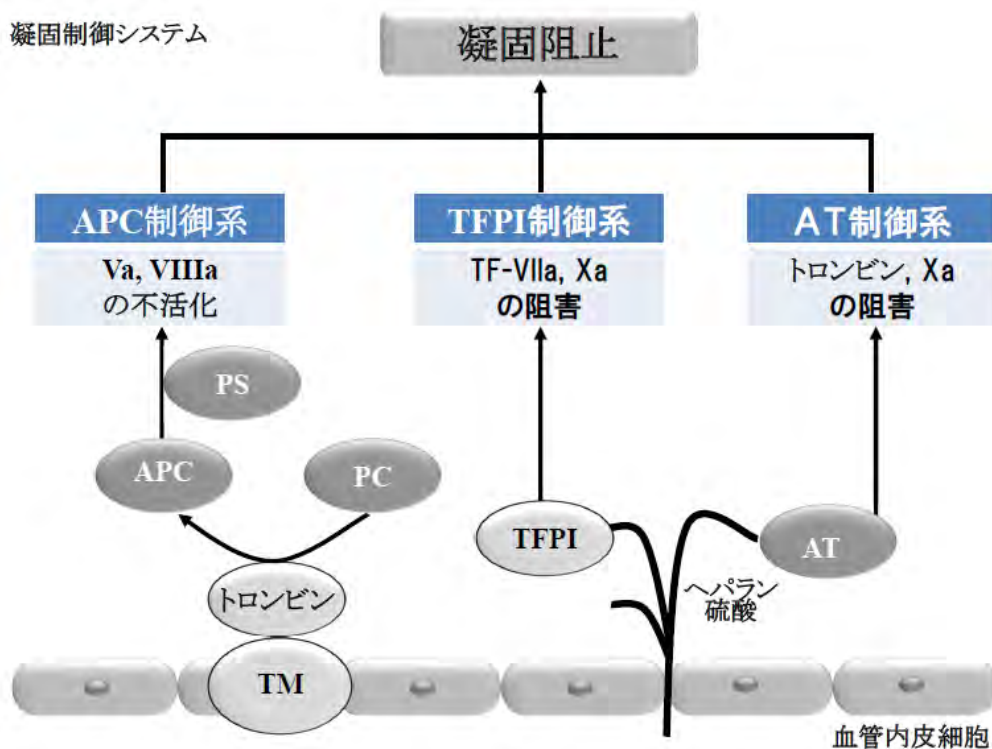 凝固制御システム
凝固阻止
APC制御系
Va, VIIIa
の不活化
TFPI制御系
TF-VIIa, Xa
の阻害
AT制御系
トロンビン, Xa
の阻害
PS
APC
PC
TFPI
AT
ヘパラン
硫酸
トロンビン
TM
血管内皮細胞